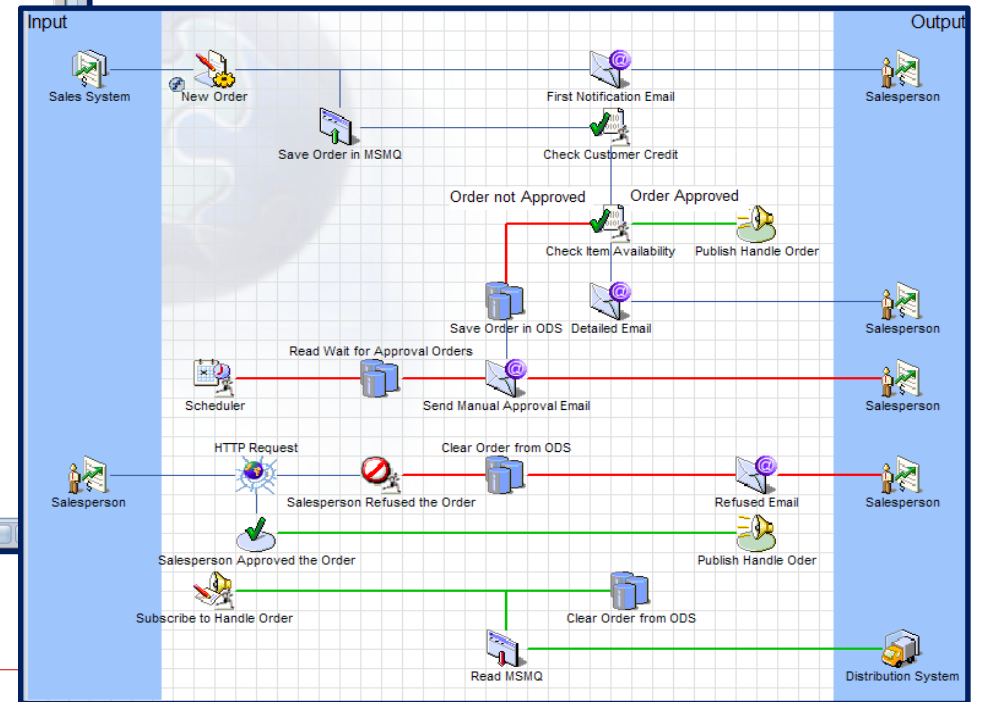 Input
Output
Sales System
New Order
First Notification Email
Salesperson
Save Order in MSMQ
Check Customer Credit
Order not Approved
Order Approved
Check Item Availability
Publish Handle Order
Save Order in ODS
Detailed Email
Salesperson
Read Wait for Approval Orders
Scheduler
Send Manual Approval Email
Salesperson
HTTP Request
Clear Order from ODS
Salesperson
Salesperson Refused the Order
Refused Email
Salesperson
Salesperson Approved the Order
Publish Handle Oder
Subscribe to Handle Order
Clear Order from ODS
Read MSMQ
Distribution System